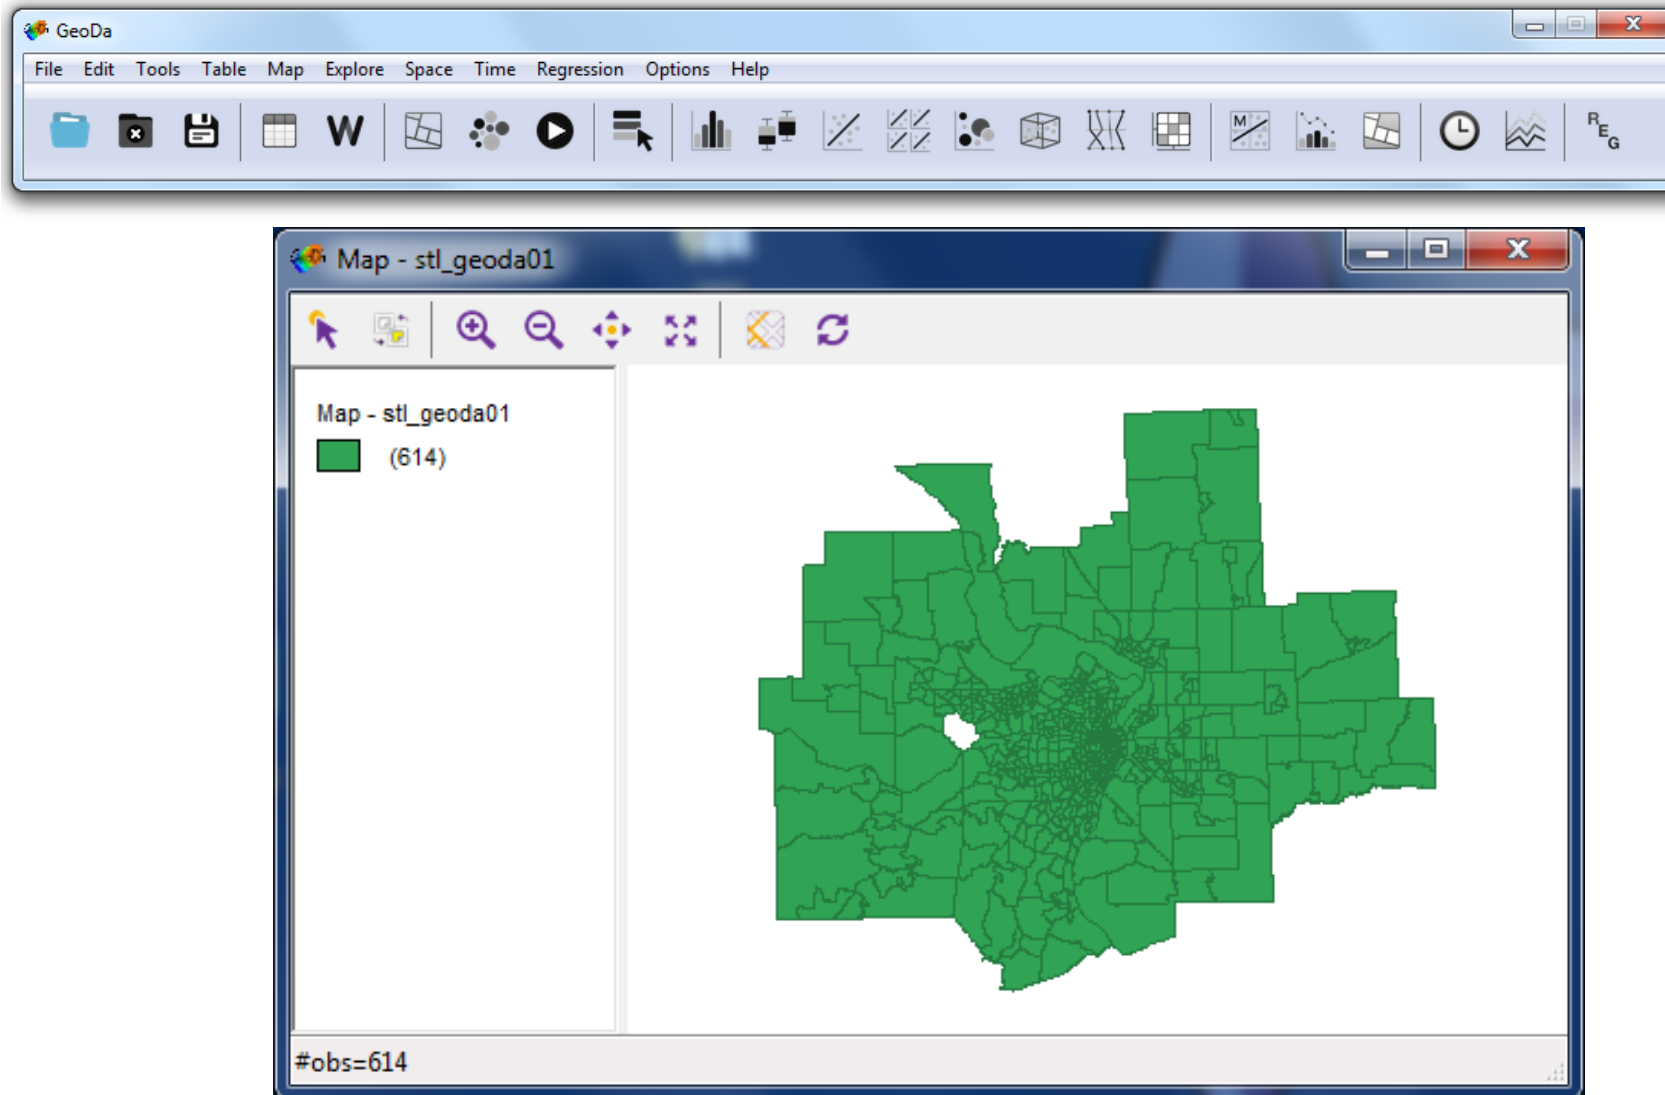 GeoDa
File Edit Tools Table Map Explore Space Time Regression Options Help
W M REG
Map - stl_geoda01
Map - stl_geoda01
(614)
#obs=614